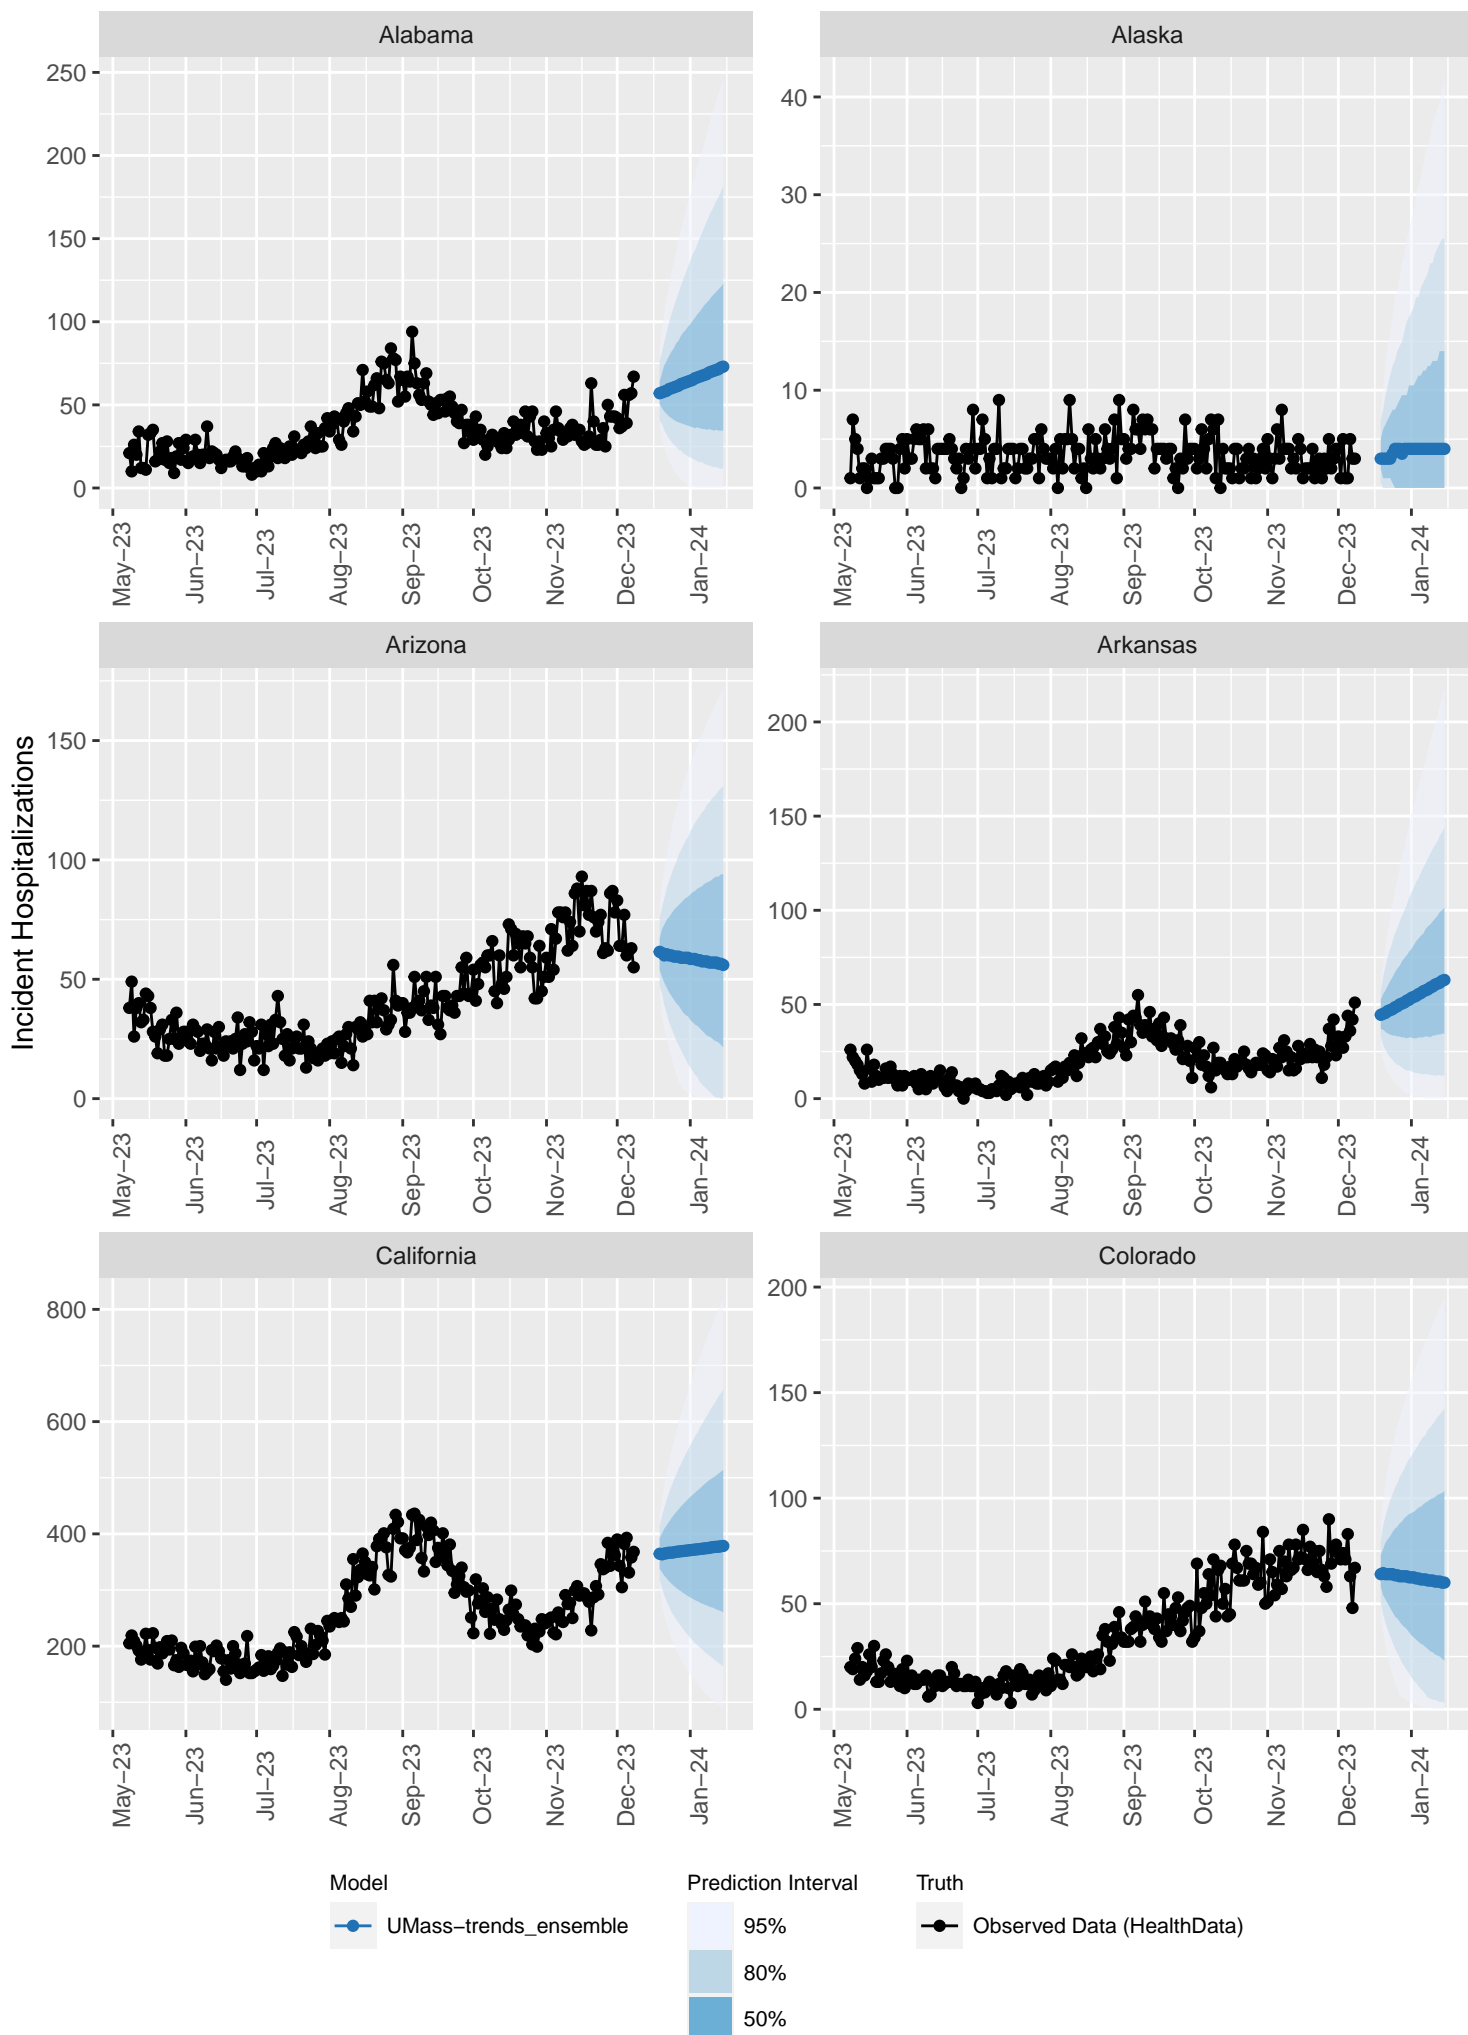 Alabama
250
200
150
100
50
0
May−23
Jun−23
Jul−23
Aug−23
Sep−23
Oct−23
Nov−23
Dec−23
Jan−24
Alaska
40
30
20
10
0
May−23
Jun−23
Jul−23
Aug−23
Sep−23
Oct−23
Nov−23
Dec−23
Jan−24
Incident Hospitalizations
Arizona
150
100
50
0
May−23
Jun−23
Jul−23
Aug−23
Sep−23
Oct−23
Nov−23
Dec−23
Jan−24
Arkansas
200
150
100
50
0
May−23
Jun−23
Jul−23
Aug−23
Sep−23
Oct−23
Nov−23
Dec−23
Jan−24
California
800
600
400
200
May−23
Jun−23
Jul−23
Aug−23
Sep−23
Oct−23
Nov−23
Dec−23
Jan−24
Colorado
200
150
100
50
0
May−23
Jun−23
Jul−23
Aug−23
Sep−23
Oct−23
Nov−23
Dec−23
Jan−24
Model
UMass−trends_ensemble
Prediction Interval
95%
80%
50%
Truth
Observed Data (HealthData)